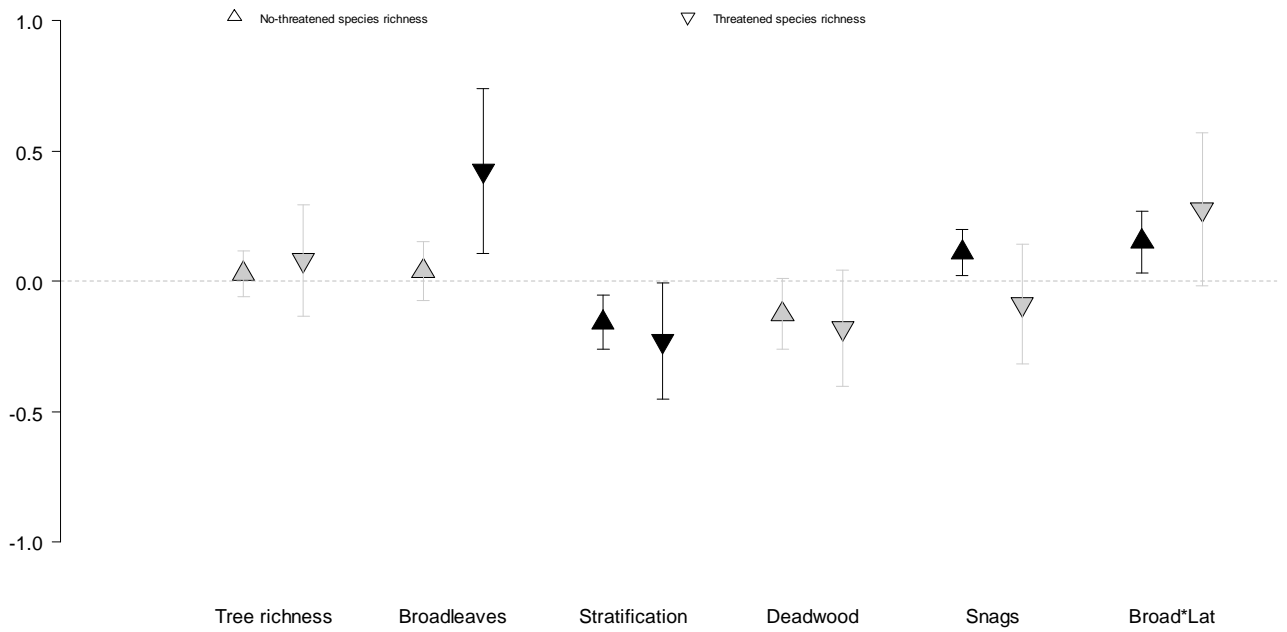 No-threatened species richness
Threatened species richness
1.0
0.5
0.0
-0.5
-1.0
Tree richness Broadleaves Stratification Deadwood Snags Broad*Lat